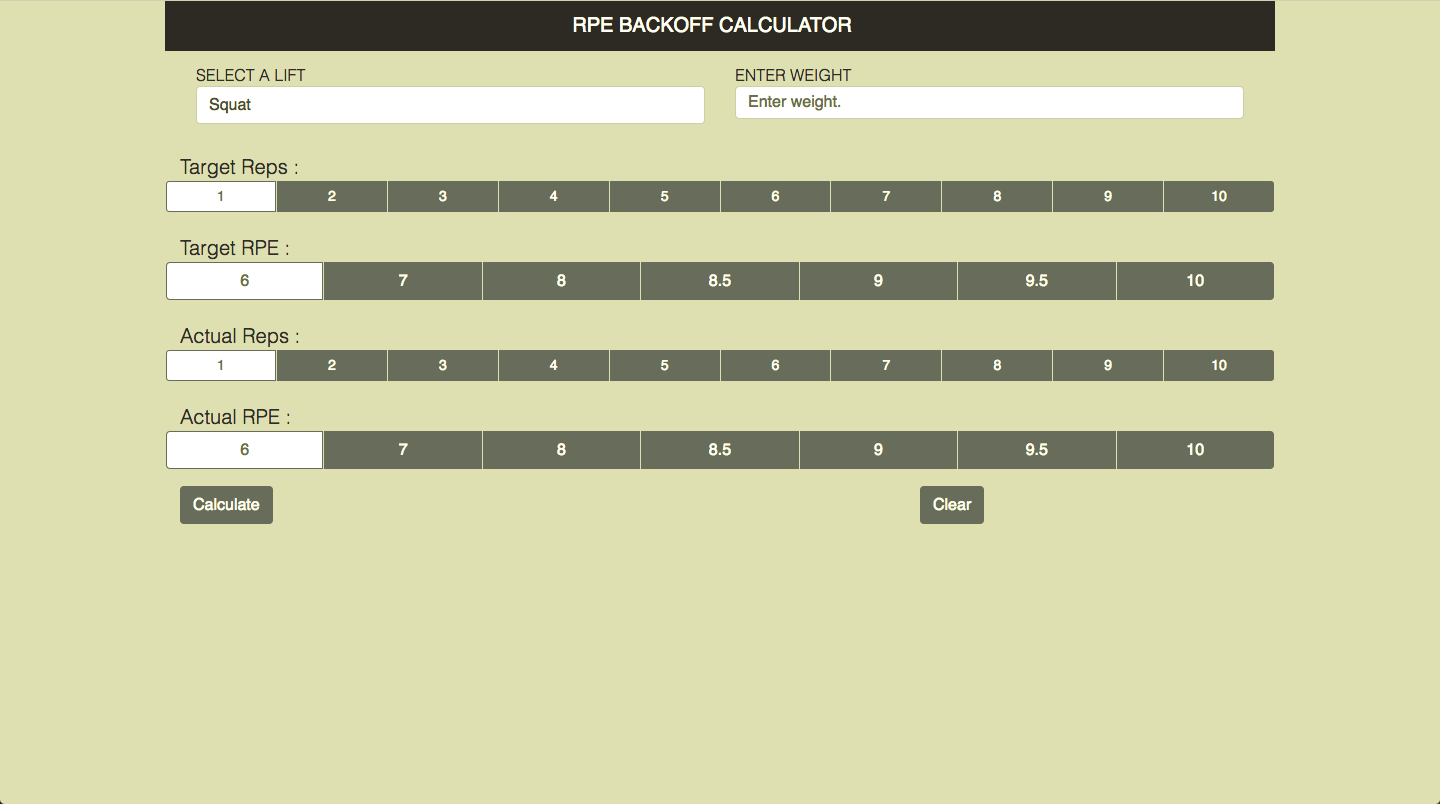 RPE BACKOFF CALCULATOR
SELECT A LIFT ENTER WEIGHT
Squat Enter weight.
Target Reps :
1 2 3 4 5 6 7 8 9 10
Target RPE :
6 7 8 8.5 9 9.5 10
Actual Reps :
1 2 3 4 5 6 7 8 9 10
Actual RPE :
6 7 8 8.5 9 9.5 10
Calculate Clear